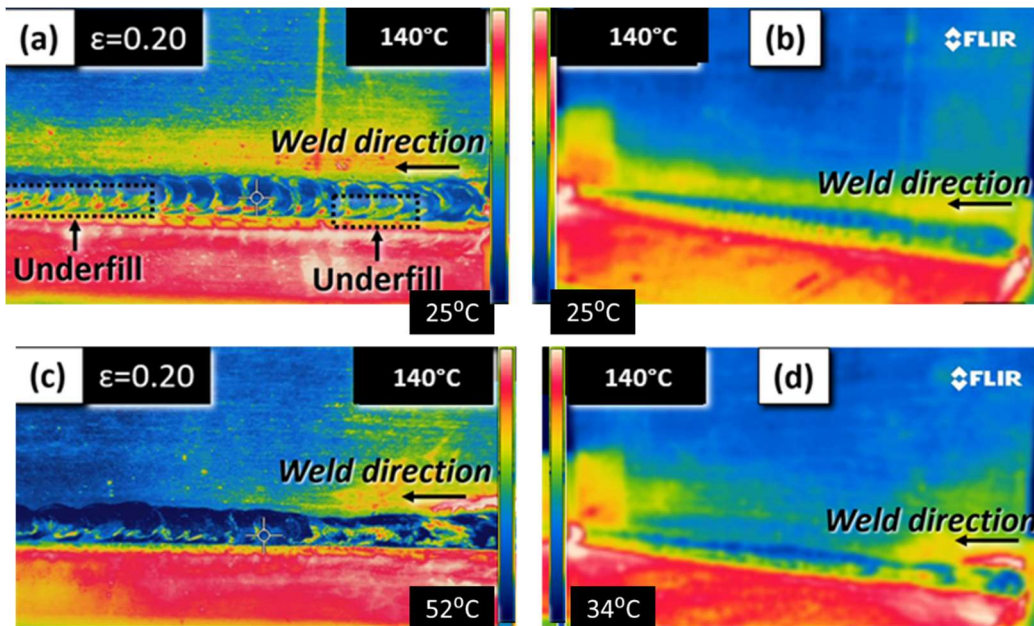 (a)
ε=0.20
140°C
Weld direction
Underfill
Underfill
25°C
140°C
(b)
FLIR
Weld direction
25°C
(c)
ε=0.20
140°C
Weld direction
52°C
140°C
(d)
FLIR
Weld direction
34°C